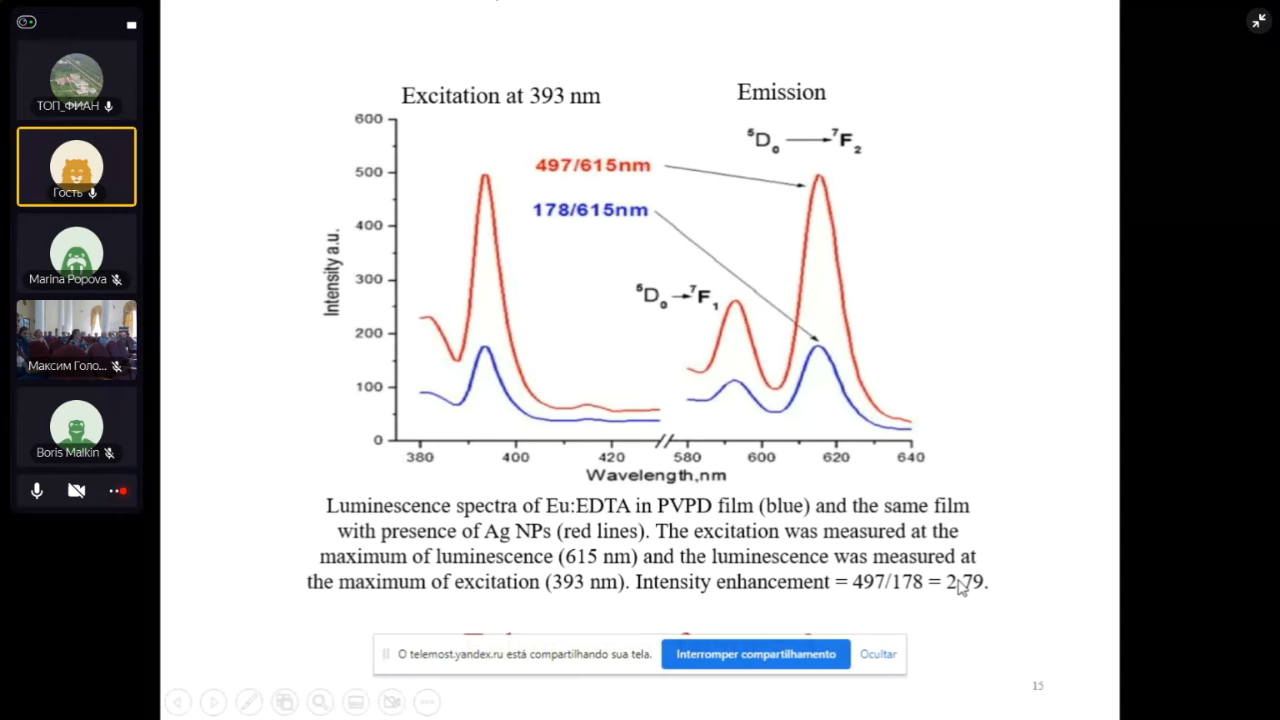 ТОП_ФИАН
Гость
Marina Popova
Максим Голо...
Boris Malkin
Excitation at 393 nm
Emission
⁵D₀ → ⁷F₂
497/615nm
178/615nm
⁵D₀ → ⁷F₁
Intensity a.u.
600
500
400
300
200
100
0
380
400
420
580
600
620
640
Wavelength,nm
Luminescence spectra of Eu:EDTA in PVPD film (blue) and the same film
with presence of Ag NPs (red lines). The excitation was measured at the
maximum of luminescence (615 nm) and the luminescence was measured at
the maximum of excitation (393 nm). Intensity enhancement = 497/178 = 2.79.
O telemost.yandex.ru está compartilhando sua tela.
Interromper compartilhamento
Ocultar
15